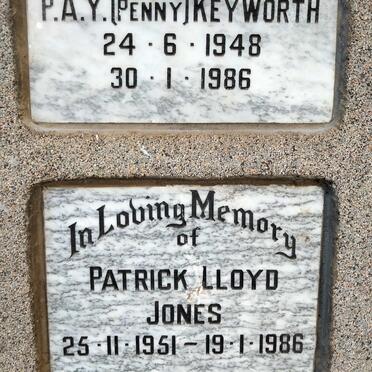 P.A.Y. (PENNY) KEYWORTH
24 · 6 · 1948
30 · 1 · 1986
In Loving Memory
of
PATRICK LLOYD
JONES
25 · 11 · 1951 - 19 · 1 · 1986